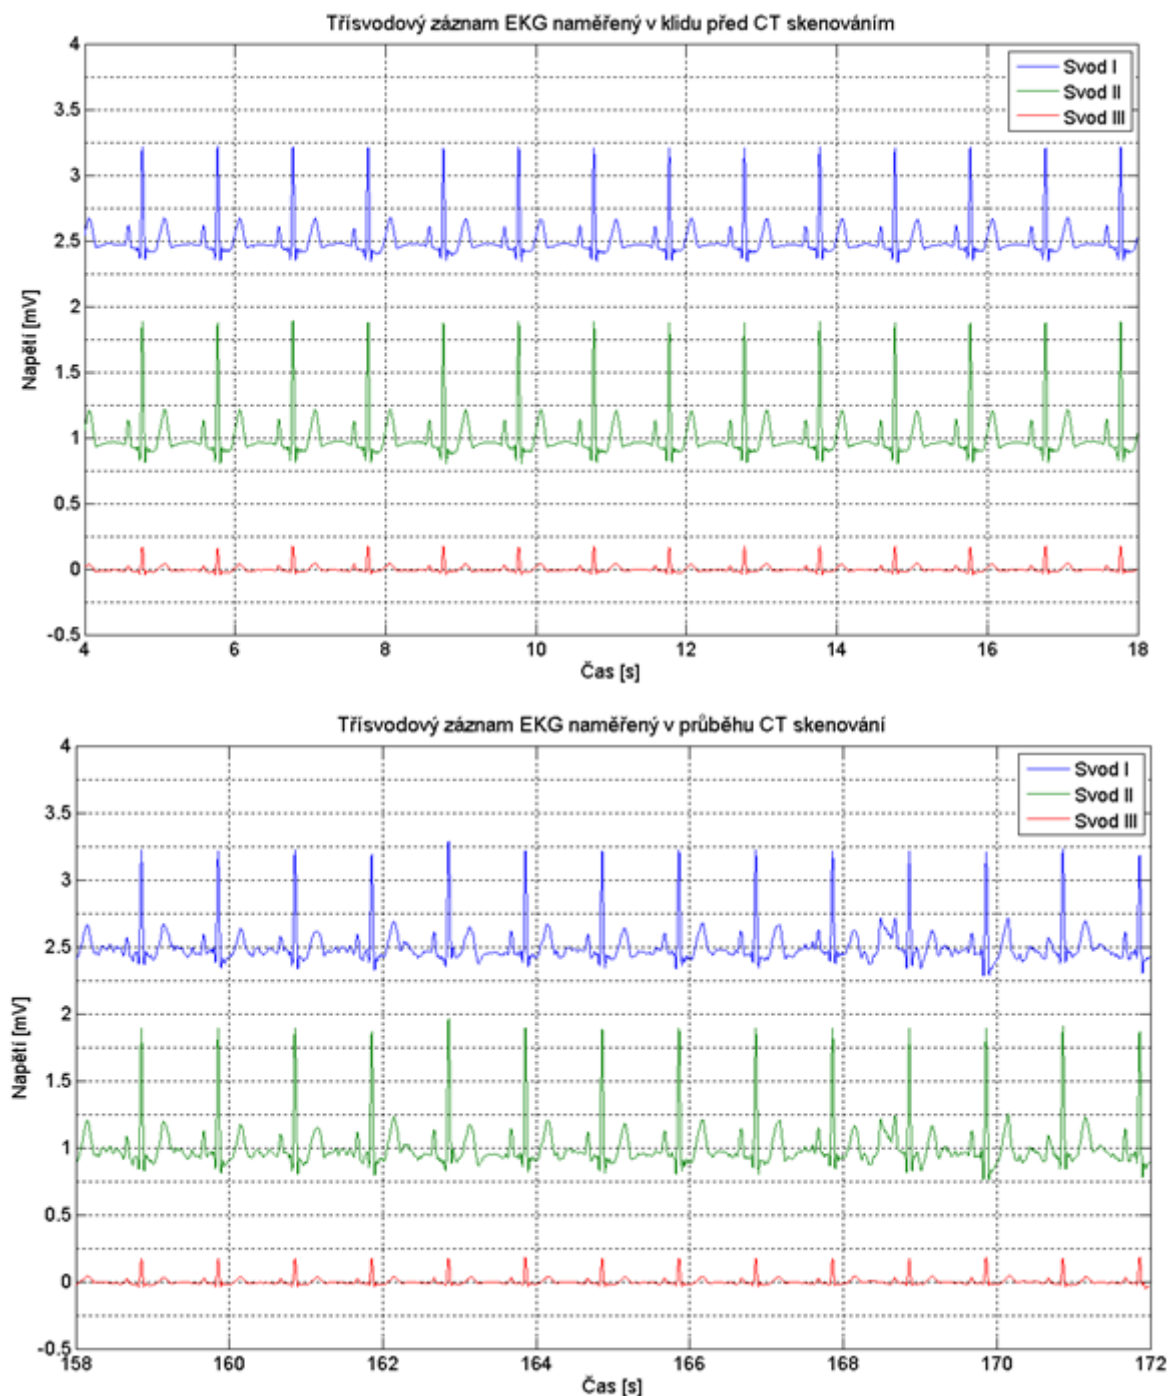 Třísvodový záznam EKG naměřený v klidu před CT skenováním
4
3.5
3
2.5
2
1.5
1
0.5
0
-0.5
Napětí [mV]
Svod I
Svod II
Svod III
4 6 8 10 12 14 16 18
Čas [s]
Třísvodový záznam EKG naměřený v průběhu CT skenování
4
3.5
3
2.5
2
1.5
1
0.5
0
-0.5
Napětí [mV]
Svod I
Svod II
Svod III
158 160 162 164 166 168 170 172
Čas [s]